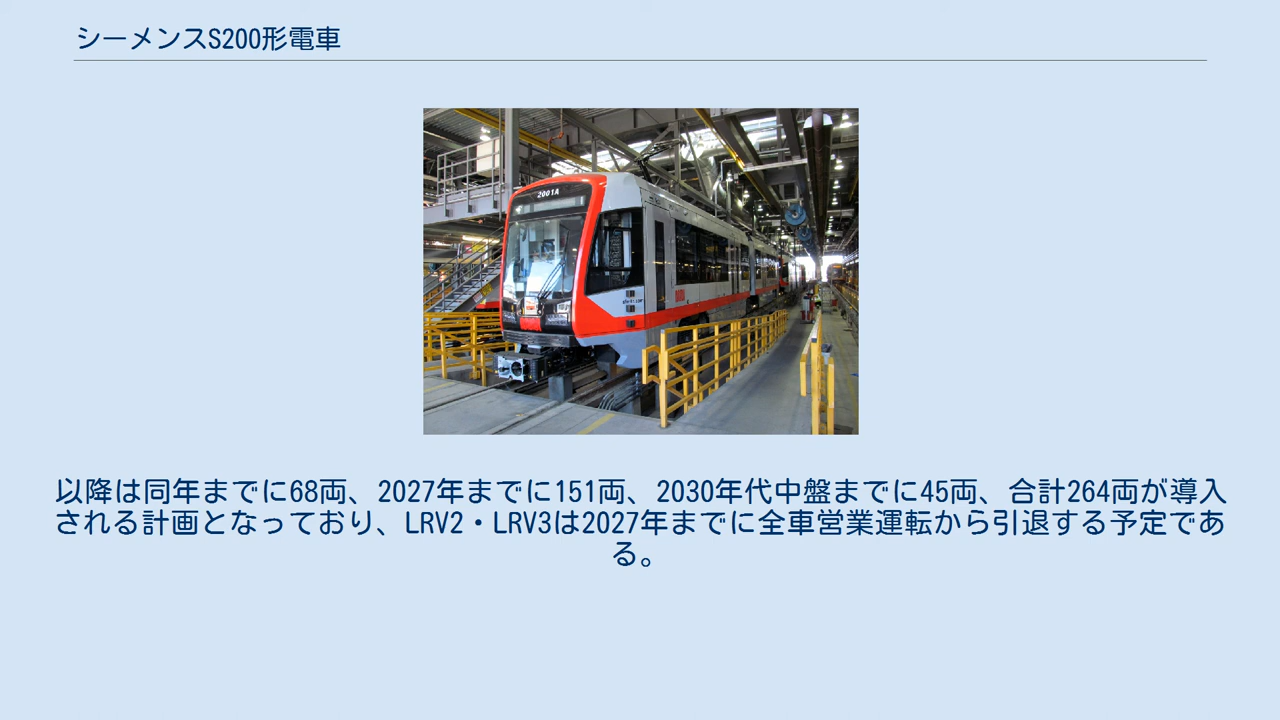 シーメンスS200形電車
2001A
以降は同年までに68両、2027年までに151両、2030年代中盤までに45両、合計264両が導入
される計画となっており、LRV2・LRV3は2027年までに全車営業運転から引退する予定であ
る。